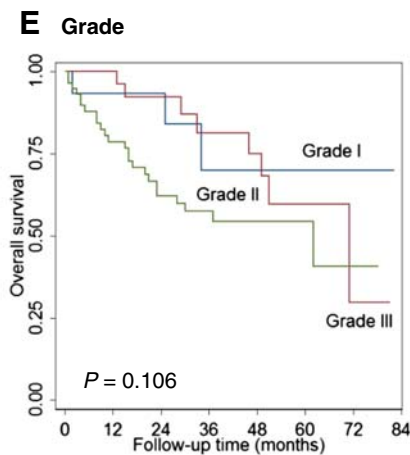 E Grade
Overall survival
1.00
0.75
0.50
0.25
0.00
Grade I
Grade II
Grade III
P = 0.106
0 12 24 36 48 60 72 84
Follow-up time (months)